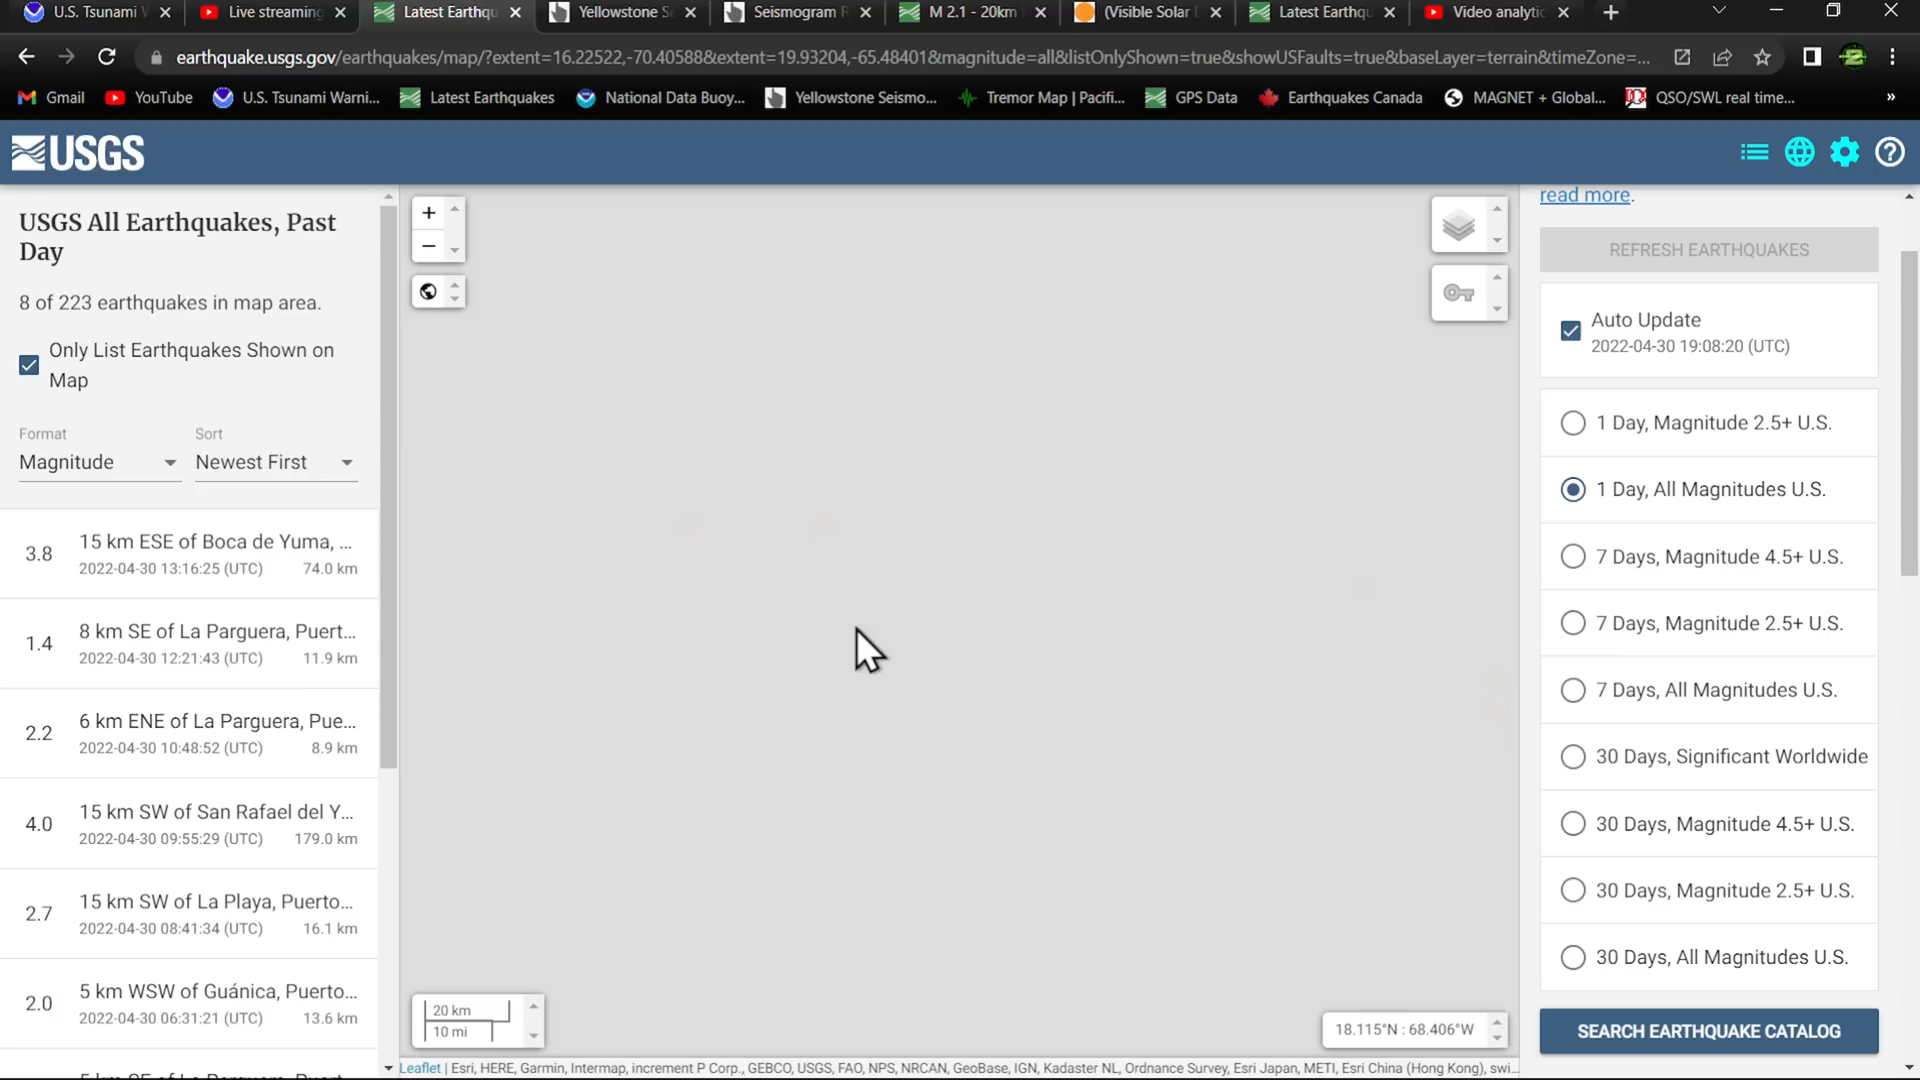 U.S. Tsunami W
Live streaming
Latest Earthqu
Yellowstone Se
Seismogram R
M 2.1 - 20km
(Visible Solar
Latest Earthqu
Video analytic
earthquake.usgs.gov/earthquakes/map/?extent=16.22522,-70.40588&extent=19.93204,-65.48401&magnitude=all&listOnlyShown=true&showUSFaults=true&baseLayer=terrain&timeZone=...
Gmail
YouTube
U.S. Tsunami Warni...
Latest Earthquakes
National Data Buoy...
Yellowstone Seismo...
Tremor Map | Pacifi...
GPS Data
Earthquakes Canada
MAGNET + Global...
QSO/SWL real time...
»
USGS
USGS All Earthquakes, Past
Day
8 of 223 earthquakes in map area.
Only List Earthquakes Shown on
Map
Format
Sort
Magnitude
Newest First
3.8
15 km ESE of Boca de Yuma, ...
2022-04-30 13:16:25 (UTC)
74.0 km
1.4
8 km SE of La Parguera, Puert...
2022-04-30 12:21:43 (UTC)
11.9 km
2.2
6 km ENE of La Parguera, Pue...
2022-04-30 10:48:52 (UTC)
8.9 km
4.0
15 km SW of San Rafael del Y...
2022-04-30 09:55:29 (UTC)
179.0 km
2.7
15 km SW of La Playa, Puerto...
2022-04-30 08:41:34 (UTC)
16.1 km
2.0
5 km WSW of Guánica, Puerto...
2022-04-30 06:31:21 (UTC)
13.6 km
+
−
20 km
10 mi
18.115°N : 68.406°W
Leaflet | Esri, HERE, Garmin, Intermap, increment P Corp., GEBCO, USGS, FAO, NPS, NRCAN, GeoBase, IGN, Kadaster NL, Ordnance Survey, Esri Japan, METI, Esri China (Hong Kong), swi...
read more.
REFRESH EARTHQUAKES
Auto Update
2022-04-30 19:08:20 (UTC)
1 Day, Magnitude 2.5+ U.S.
1 Day, All Magnitudes U.S.
7 Days, Magnitude 4.5+ U.S.
7 Days, Magnitude 2.5+ U.S.
7 Days, All Magnitudes U.S.
30 Days, Significant Worldwide
30 Days, Magnitude 4.5+ U.S.
30 Days, Magnitude 2.5+ U.S.
30 Days, All Magnitudes U.S.
SEARCH EARTHQUAKE CATALOG